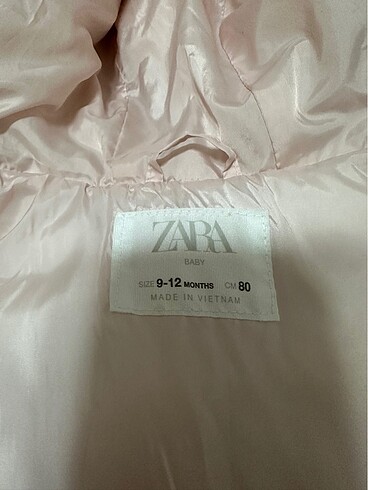 ZARA
BABY
SIZE 9-12 MONTHS CM 80
MADE IN VIETNAM